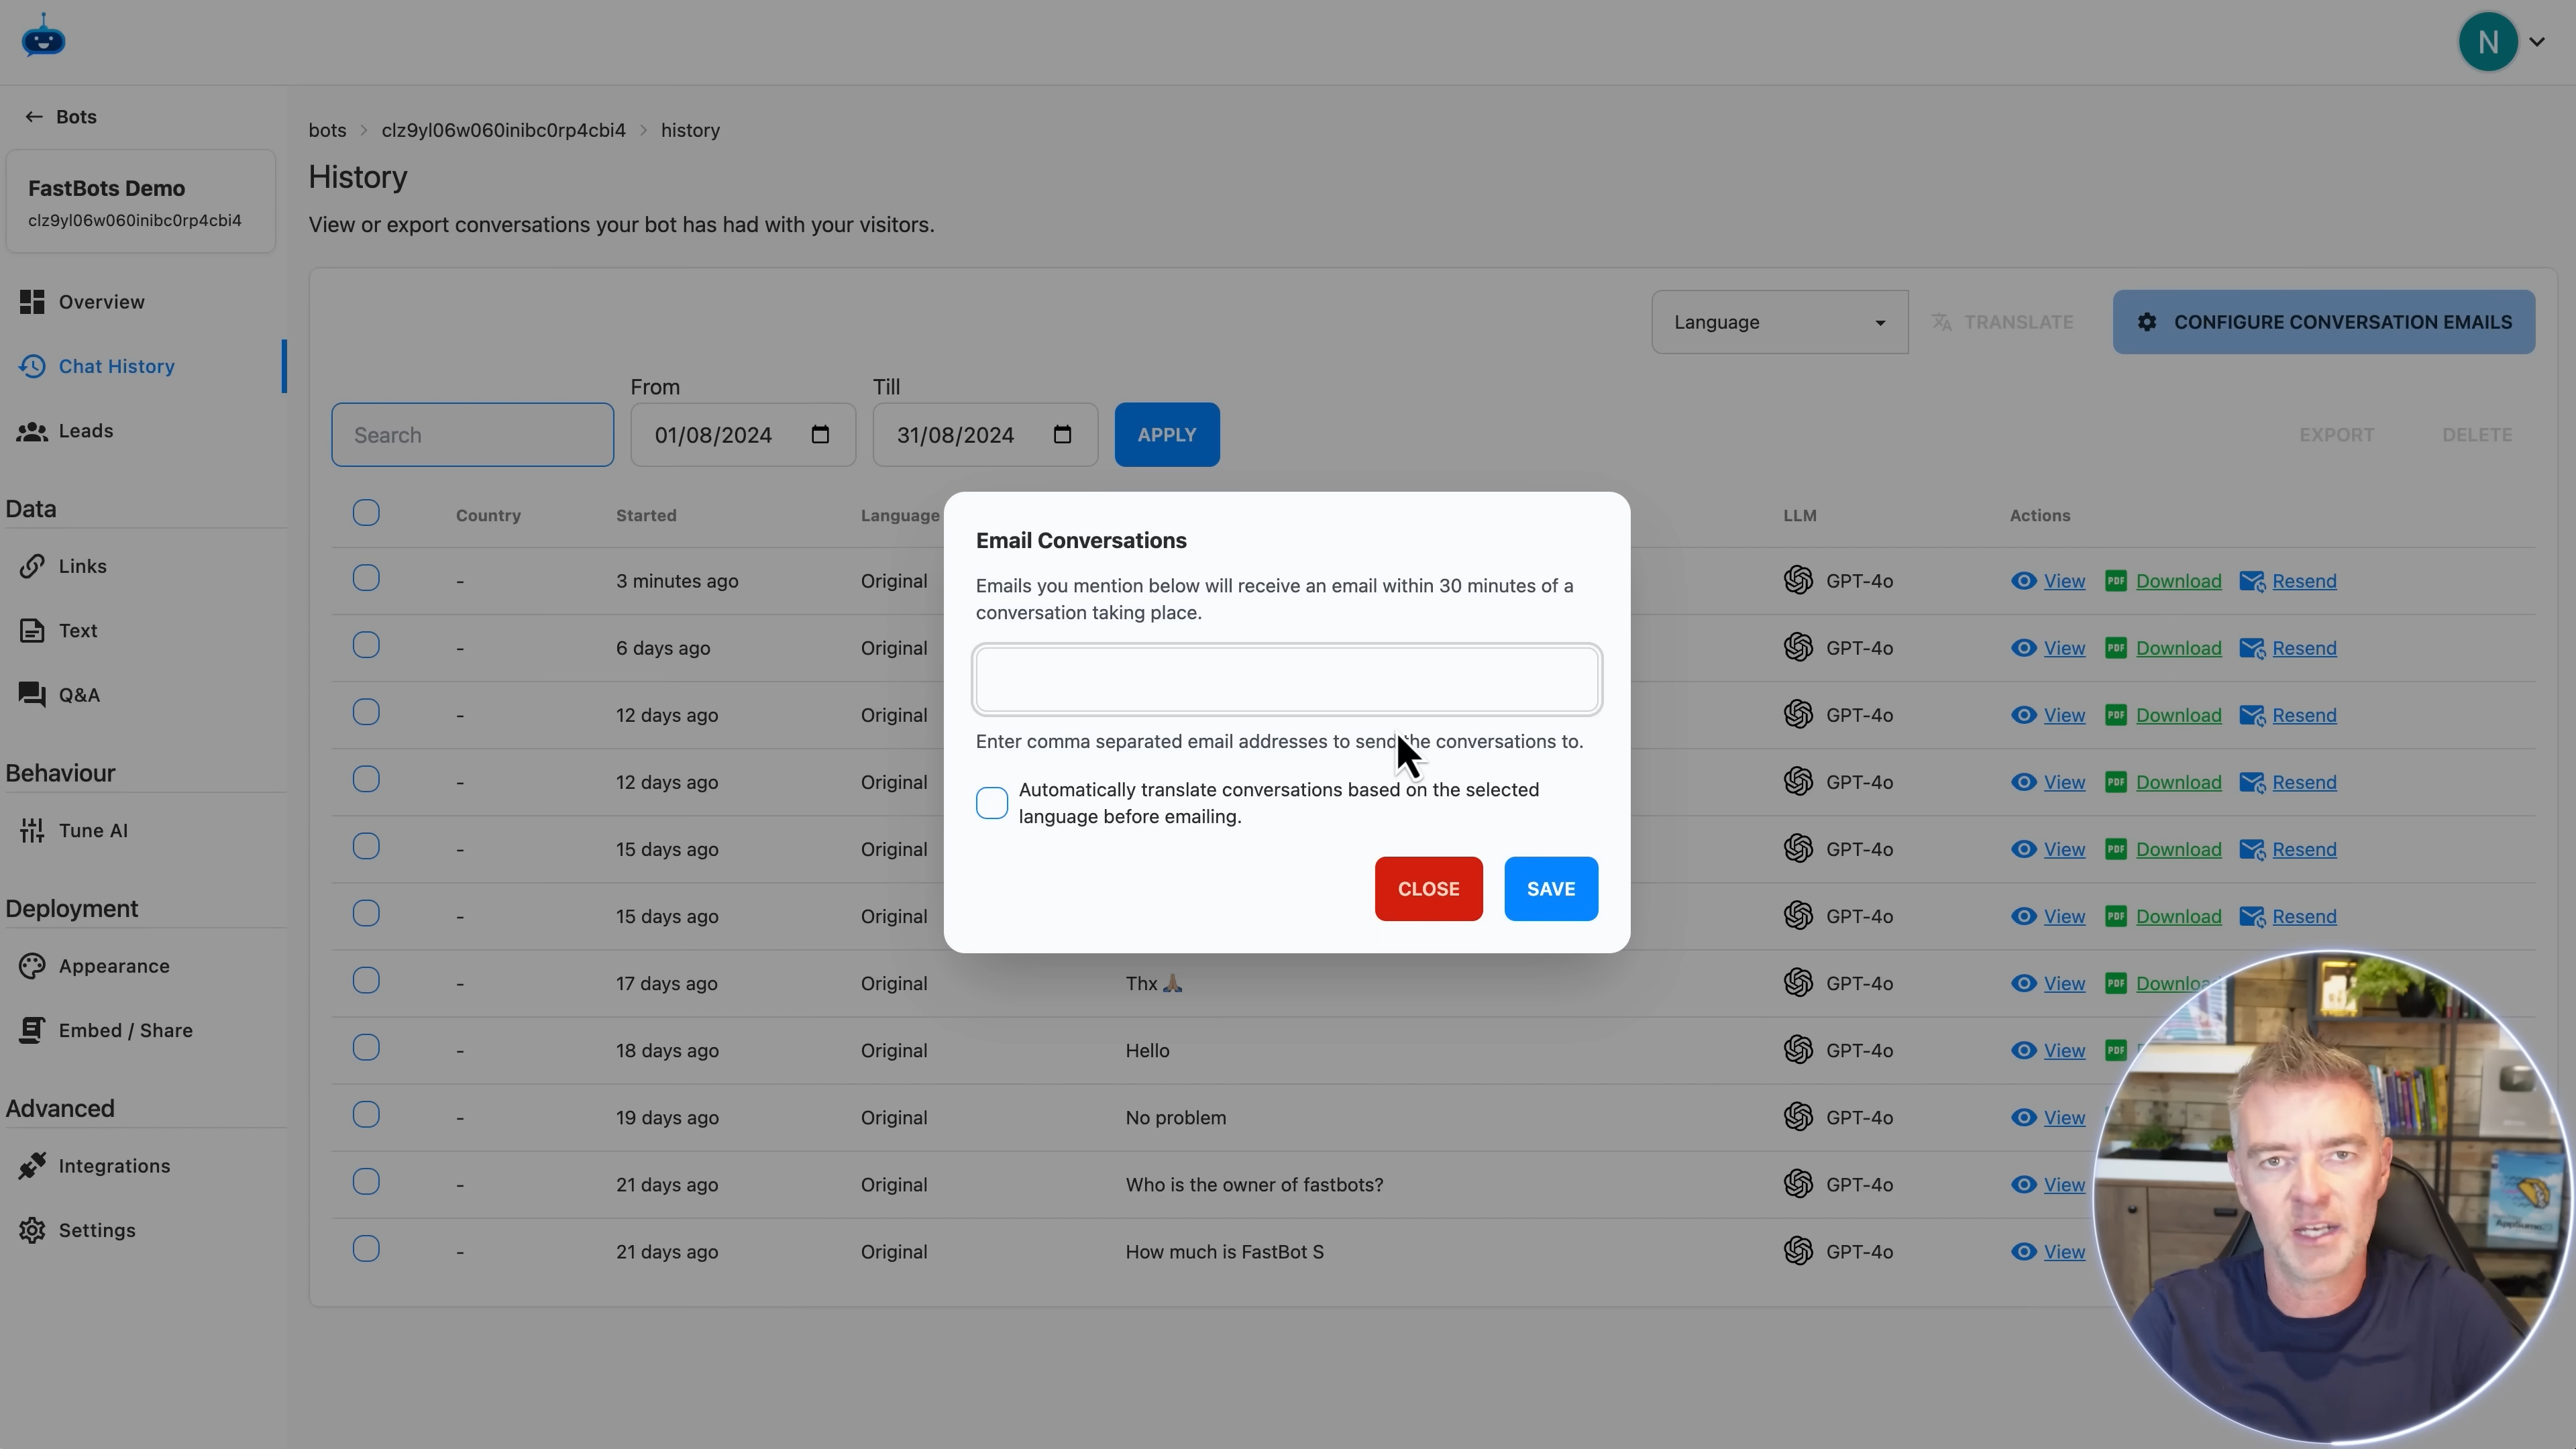 N
Bots
FastBots Demo
clz9yl06w060inibc0rp4cbi4
Overview
Chat History
Leads
Data
Links
Text
Q&A
Behaviour
Tune AI
Deployment
Appearance
Embed / Share
Advanced
Integrations
Settings
bots > clz9yl06w060inibc0rp4cbi4 > history
History
View or export conversations your bot has had with your visitors.
Language TRANSLATE CONFIGURE CONVERSATION EMAILS
From Till
Search 01/08/2024 31/08/2024 APPLY EXPORT DELETE
Country Started Language LLM Actions
- 3 minutes ago Original GPT-4o View PDF Download Resend
- 6 days ago Original GPT-4o View PDF Download Resend
- 12 days ago Original GPT-4o View PDF Download Resend
- 12 days ago Original GPT-4o View PDF Download Resend
- 15 days ago Original GPT-4o View PDF Download Resend
- 15 days ago Original GPT-4o View PDF Download Resend
- 17 days ago Original Thx 🙏🏽 GPT-4o View PDF Downloa
- 18 days ago Original Hello GPT-4o View PDF
- 19 days ago Original No problem GPT-4o View
- 21 days ago Original Who is the owner of fastbots? GPT-4o View
- 21 days ago Original How much is FastBot S GPT-4o View
Email Conversations
Emails you mention below will receive an email within 30 minutes of a
conversation taking place.
Enter comma separated email addresses to send the conversations to.
Automatically translate conversations based on the selected
language before emailing.
CLOSE SAVE